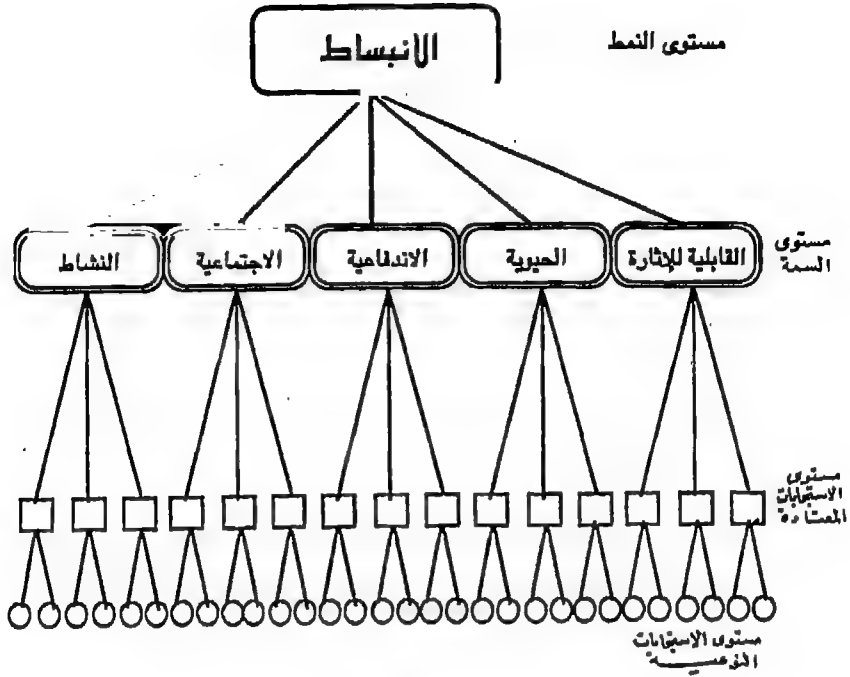 الانبساط
مستوى النمط
القابلية للإثارة
الحيوية
الاندفاعية
الاجتماعية
النشاط
مستوى
السمة
مستوى
الاستجابات
المعتادة
مستوى الاستجابات
النوعية